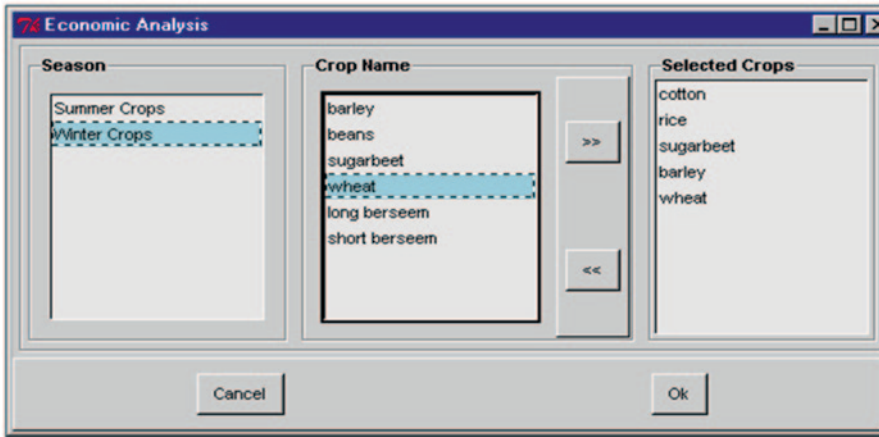 Economic Analysis
Season
Summer Crops
Winter Crops
Crop Name
barley
beans
sugarbeet
wheat
long berseem
short berseem
>>
<<
Selected Crops
cotton
rice
sugarbeet
barley
wheat
Cancel
Ok